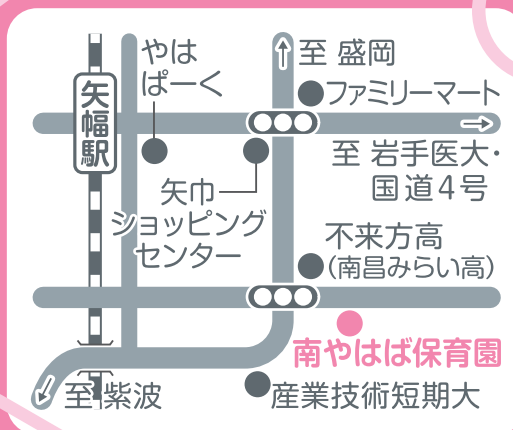 やは
ぱーく
至 盛岡
ファミリーマート
矢幅駅
至 岩手医大・
国道4号
矢巾
ショッピング
センター
不来方高
(南昌みらい高)
南やはば保育園
至 紫波
産業技術短期大